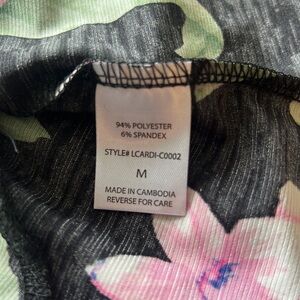 94% POLYESTER
6% SPANDEX
STYLE# LCARDI-C0002
M
MADE IN CAMBODIA
REVERSE FOR CARE